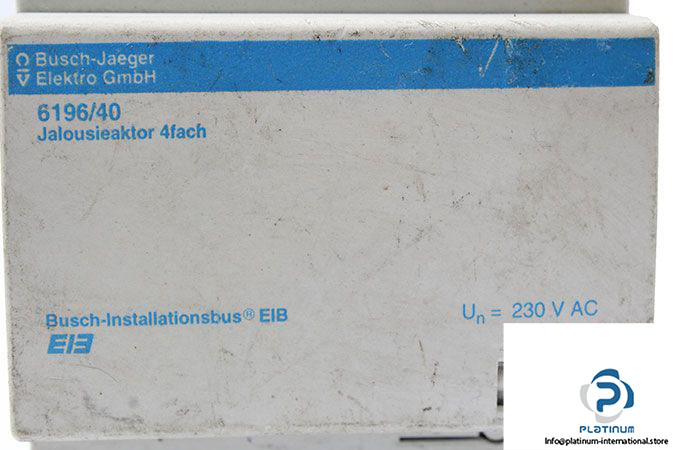 Busch-Jaeger
Elektro GmbH
6196/40
Jalousieaktor 4fach
Busch-Installationsbus® EIB
Un = 230 V AC
EIB
PLATINUM
Info@platinum-international.store